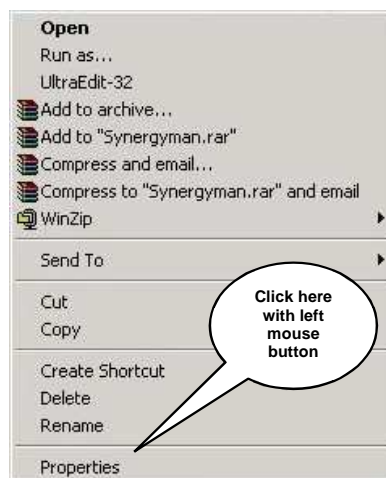 Open
Run as...
UltraEdit-32
Add to archive...
Add to "Synergyman.rar"
Compress and email...
Compress to "Synergyman.rar" and email
WinZip
Send To
Cut
Copy
Click here
with left
mouse
button
Create Shortcut
Delete
Rename
Properties